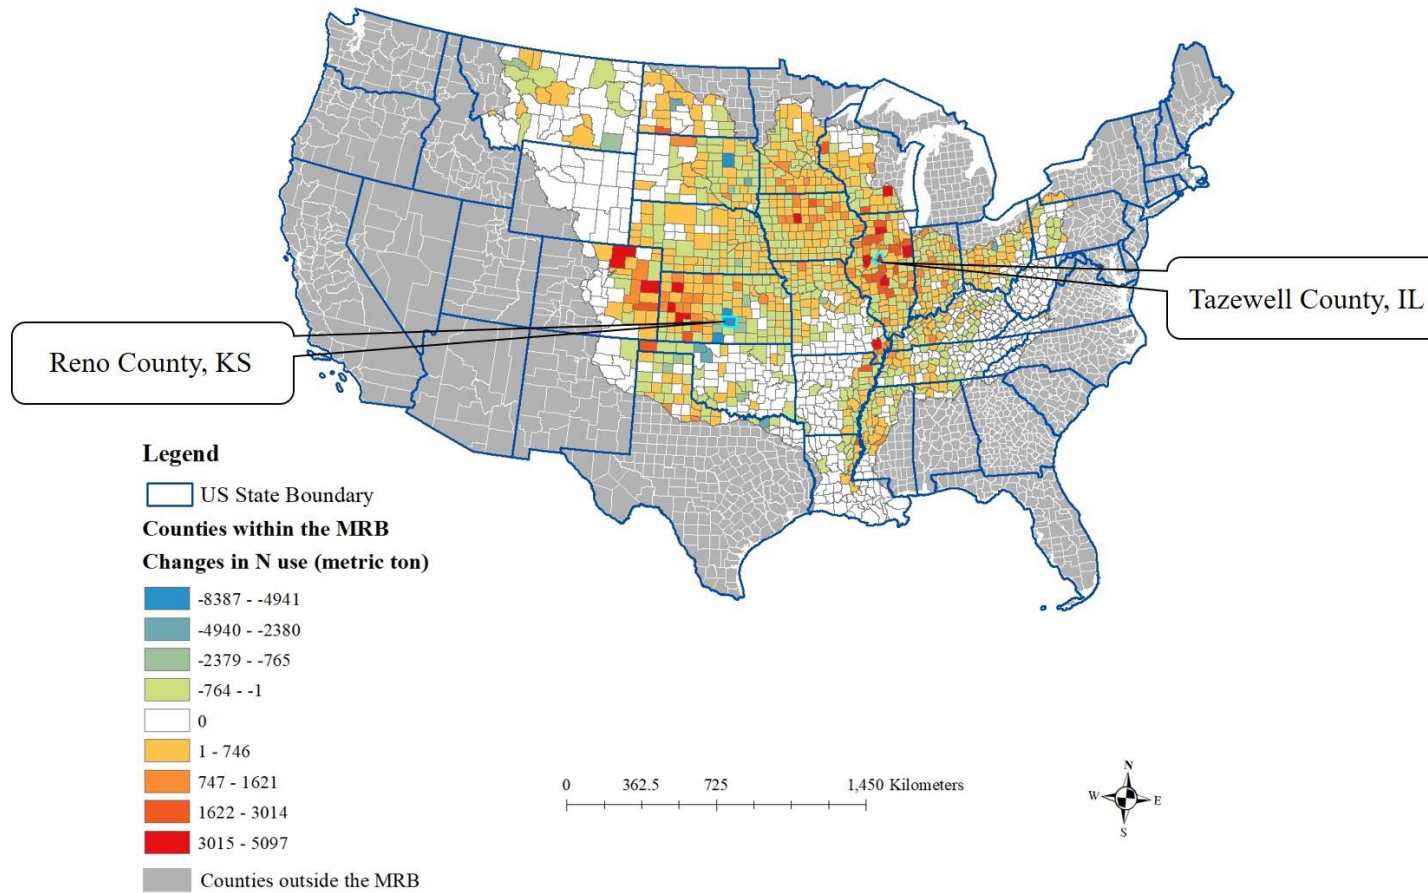 Tazewell County, IL
Reno County, KS
Legend
US State Boundary
Counties within the MRB
Changes in N use (metric ton)
-8387 - -4941
-4940 - -2380
-2379 - -765
-764 - -1
0
1 - 746
747 - 1621
1622 - 3014
3015 - 5097
Counties outside the MRB
0 362.5 725 1,450 Kilometers
N
W E
S